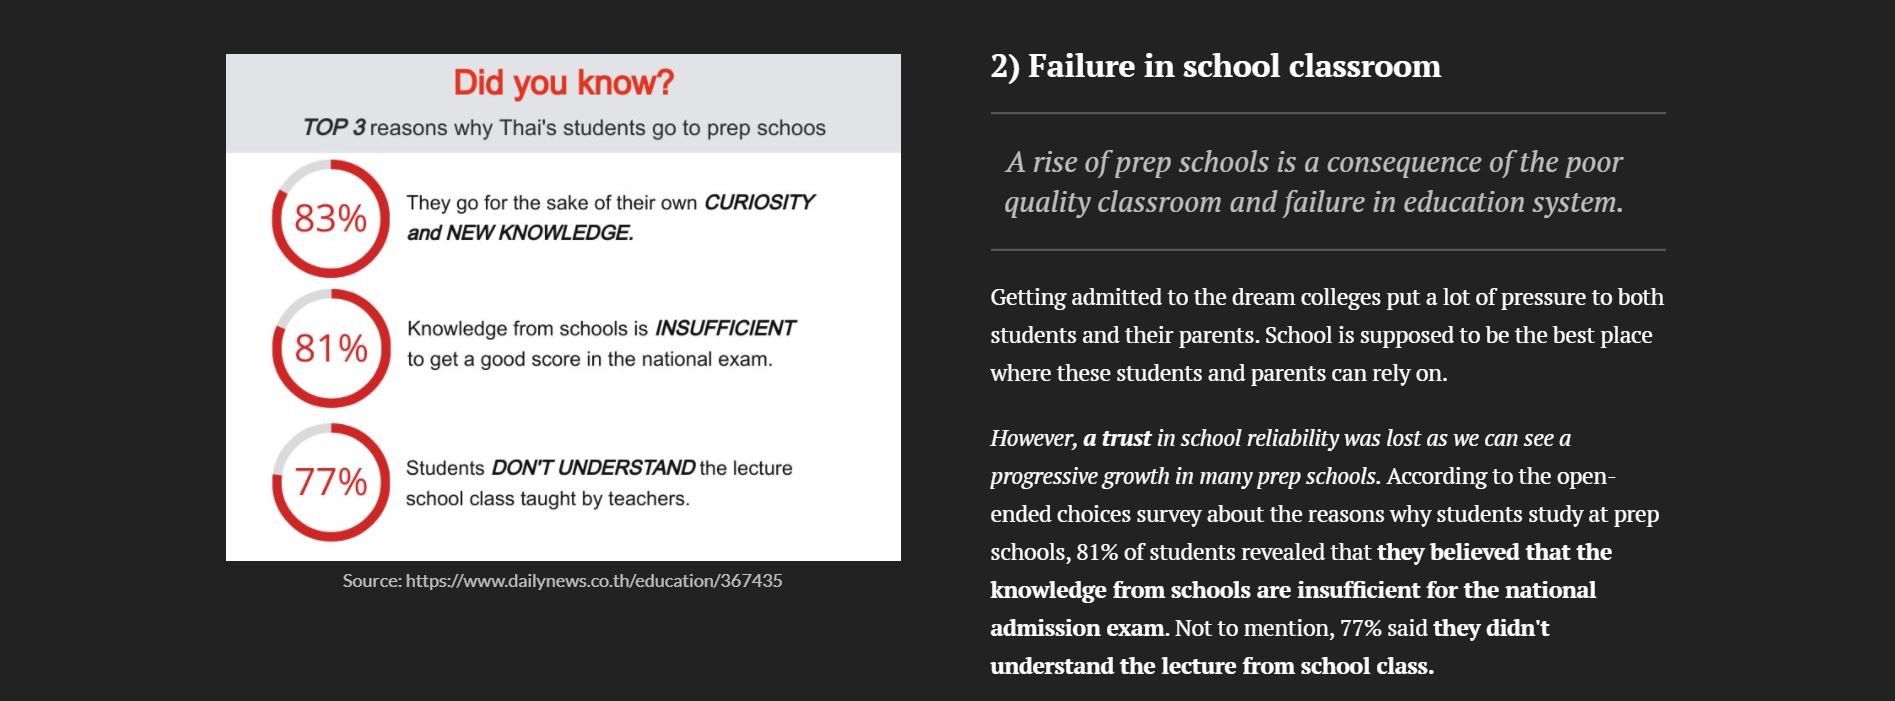 Did you know?
TOP 3 reasons why Thai's students go to prep schoos
83%
They go for the sake of their own CURIOSITY
and NEW KNOWLEDGE.
81%
Knowledge from schools is INSUFFICIENT
to get a good score in the national exam.
77%
Students DON'T UNDERSTAND the lecture
school class taught by teachers.
Source: https://www.dailynews.co.th/education/367435
2) Failure in school classroom
A rise of prep schools is a consequence of the poor
quality classroom and failure in education system.
Getting admitted to the dream colleges put a lot of pressure to both
students and their parents. School is supposed to be the best place
where these students and parents can rely on.
However, a trust in school reliability was lost as we can see a
progressive growth in many prep schools. According to the open-
ended choices survey about the reasons why students study at prep
schools, 81% of students revealed that they believed that the
knowledge from schools are insufficient for the national
admission exam. Not to mention, 77% said they didn't
understand the lecture from school class.